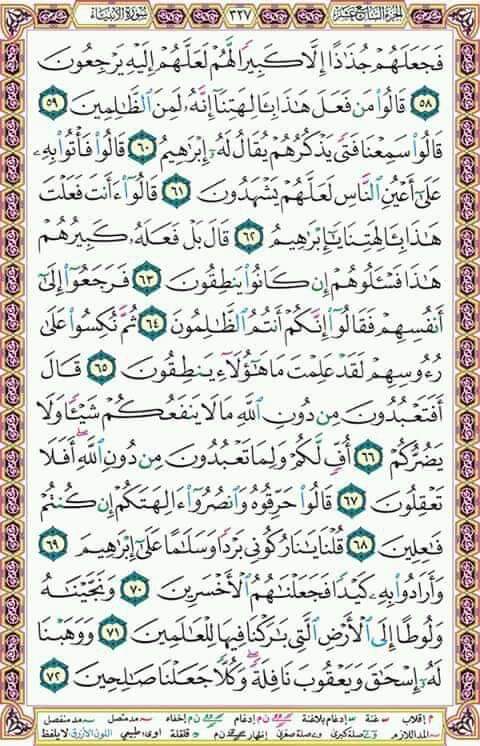 الجزء السابع عشر ٣٢٧ سورة الأنبياء
فَجَعَلَهُمْ جُذَٰذًا إِلَّا كَبِيرًا لَّهُمْ لَعَلَّهُمْ إِلَيْهِ يَرْجِعُونَ
٥٨ قَالُوا۟ مَن فَعَلَ هَٰذَا بِـَٔالِهَتِنَآ إِنَّهُۥ لَمِنَ ٱلظَّٰلِمِينَ ٥٩
قَالُوا۟ سَمِعْنَا فَتًى يَذْكُرُهُمْ يُقَالُ لَهُۥٓ إِبْرَٰهِيمُ ٦٠ قَالُوا۟ فَأْتُوا۟ بِهِۦ
عَلَىٰٓ أَعْيُنِ ٱلنَّاسِ لَعَلَّهُمْ يَشْهَدُونَ ٦١ قَالُوٓا۟ ءَأَنتَ فَعَلْتَ
هَٰذَا بِـَٔالِهَتِنَا يَٰٓإِبْرَٰهِيمُ ٦٢ قَالَ بَلْ فَعَلَهُۥ كَبِيرُهُمْ
هَٰذَا فَسْـَٔلُوهُمْ إِن كَانُوا۟ يَنطِقُونَ ٦٣ فَرَجَعُوٓا۟ إِلَىٰٓ
أَنفُسِهِمْ فَقَالُوٓا۟ إِنَّكُمْ أَنتُمُ ٱلظَّٰلِمُونَ ٦٤ ثُمَّ نُكِسُوا۟ عَلَىٰ
رُءُوسِهِمْ لَقَدْ عَلِمْتَ مَا هَٰٓؤُلَآءِ يَنطِقُونَ ٦٥ قَالَ
أَفَتَعْبُدُونَ مِن دُونِ ٱللَّهِ مَا لَا يَنفَعُكُمْ شَيْـًٔا وَلَا
يَضُرُّكُمْ ٦٦ أُفٍّ لَّكُمْ وَلِمَا تَعْبُدُونَ مِن دُونِ ٱللَّهِ ۖ أَفَلَا
تَعْقِلُونَ ٦٧ قَالُوا۟ حَرِّقُوهُ وَٱنصُرُوٓا۟ ءَالِهَتَكُمْ إِن كُنتُمْ
فَٰعِلِينَ ٦٨ قُلْنَا يَٰنَارُ كُونِى بَرْدًا وَسَلَٰمًا عَلَىٰٓ إِبْرَٰهِيمَ ٦٩
وَأَرَادُوا۟ بِهِۦ كَيْدًا فَجَعَلْنَٰهُمُ ٱلْأَخْسَرِينَ ٧٠ وَنَجَّيْنَٰهُ
وَلُوطًا إِلَى ٱلْأَرْضِ ٱلَّتِى بَٰرَكْنَا فِيهَا لِلْعَٰلَمِينَ ٧١ وَوَهَبْنَا
لَهُۥٓ إِسْحَٰقَ وَيَعْقُوبَ نَافِلَةً ۖ وَكُلًّا جَعَلْنَا صَٰلِحِينَ ٧٢
م إقلاب غنة إدغام بلاغنة ن م إدغام ن م إخفاء مد متصل مد منفصل
المد اللازم صلة كبرى صلة صغرى إظهار ن م قلقلة ا و ى طبيعي اللون الأزرق لا يلفظ